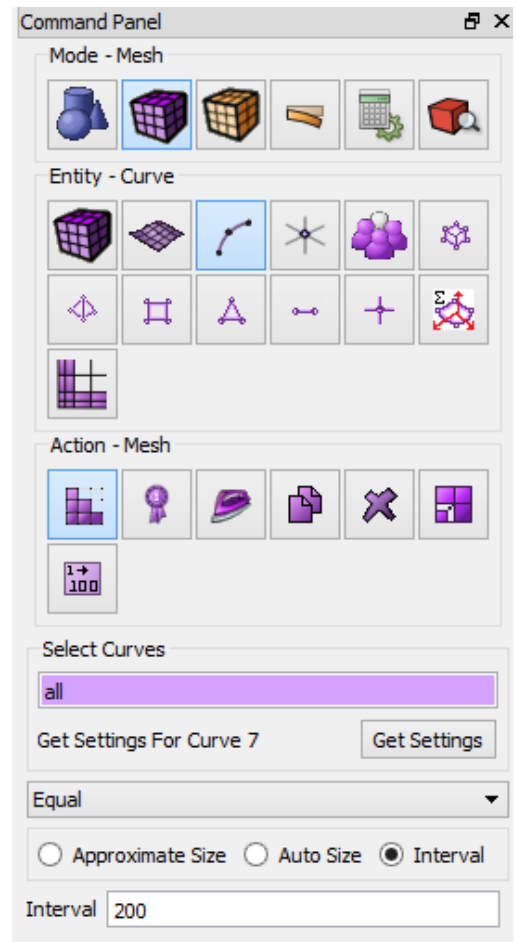 Command Panel
Mode - Mesh
Entity - Curve
Σ
Action - Mesh
1
1→
100
Select Curves
all
Get Settings For Curve 7 Get Settings
Equal
Approximate Size Auto Size Interval
Interval 200